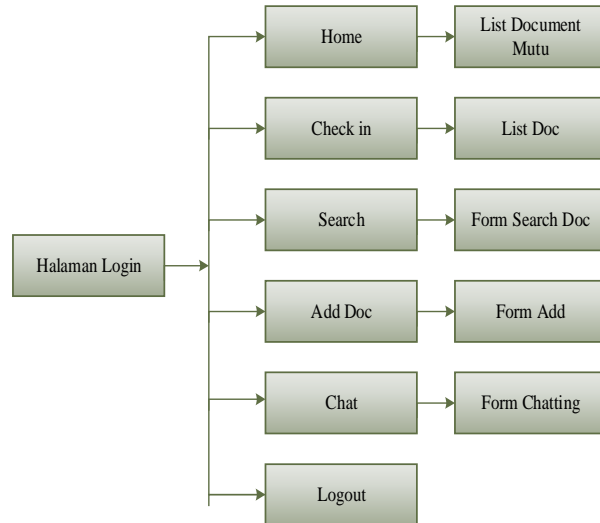 Home
List Document
Mutu
Check in
List Doc
Search
Form Search Doc
Halaman Login
Add Doc
Form Add
Chat
Form Chatting
Logout